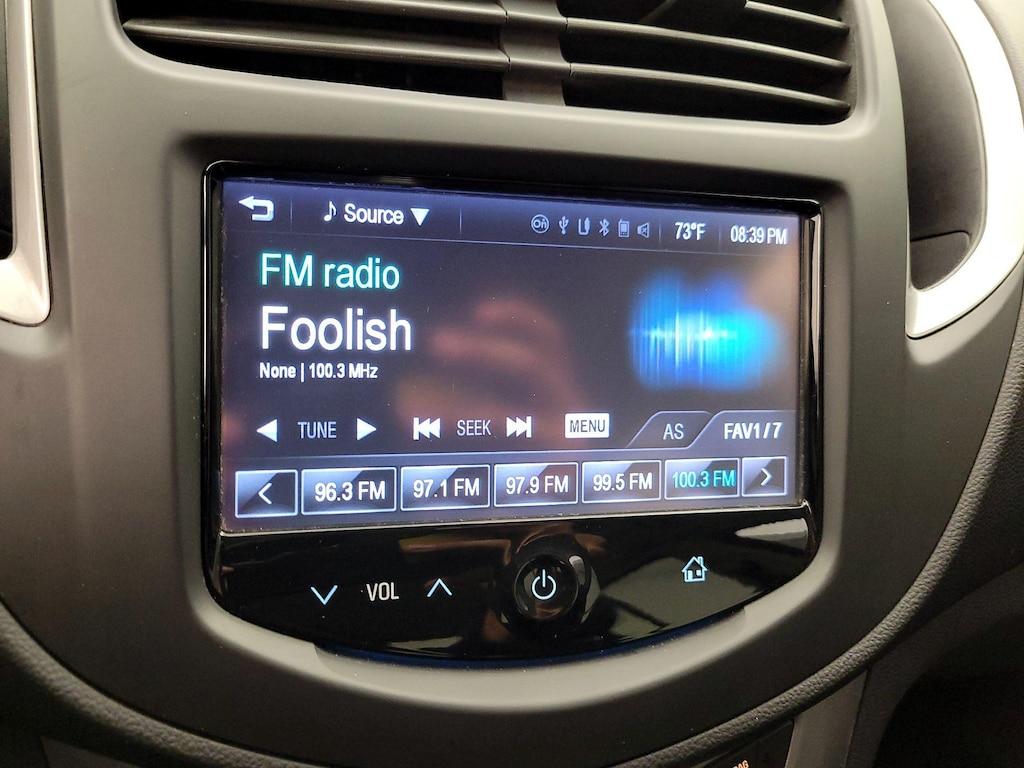 ♪ Source ▼ 73°F 08:39 PM
FM radio
Foolish
None | 100.3 MHz
TUNE SEEK MENU AS FAV1/7
96.3 FM 97.1 FM 97.9 FM 99.5 FM 100.3 FM
VOL